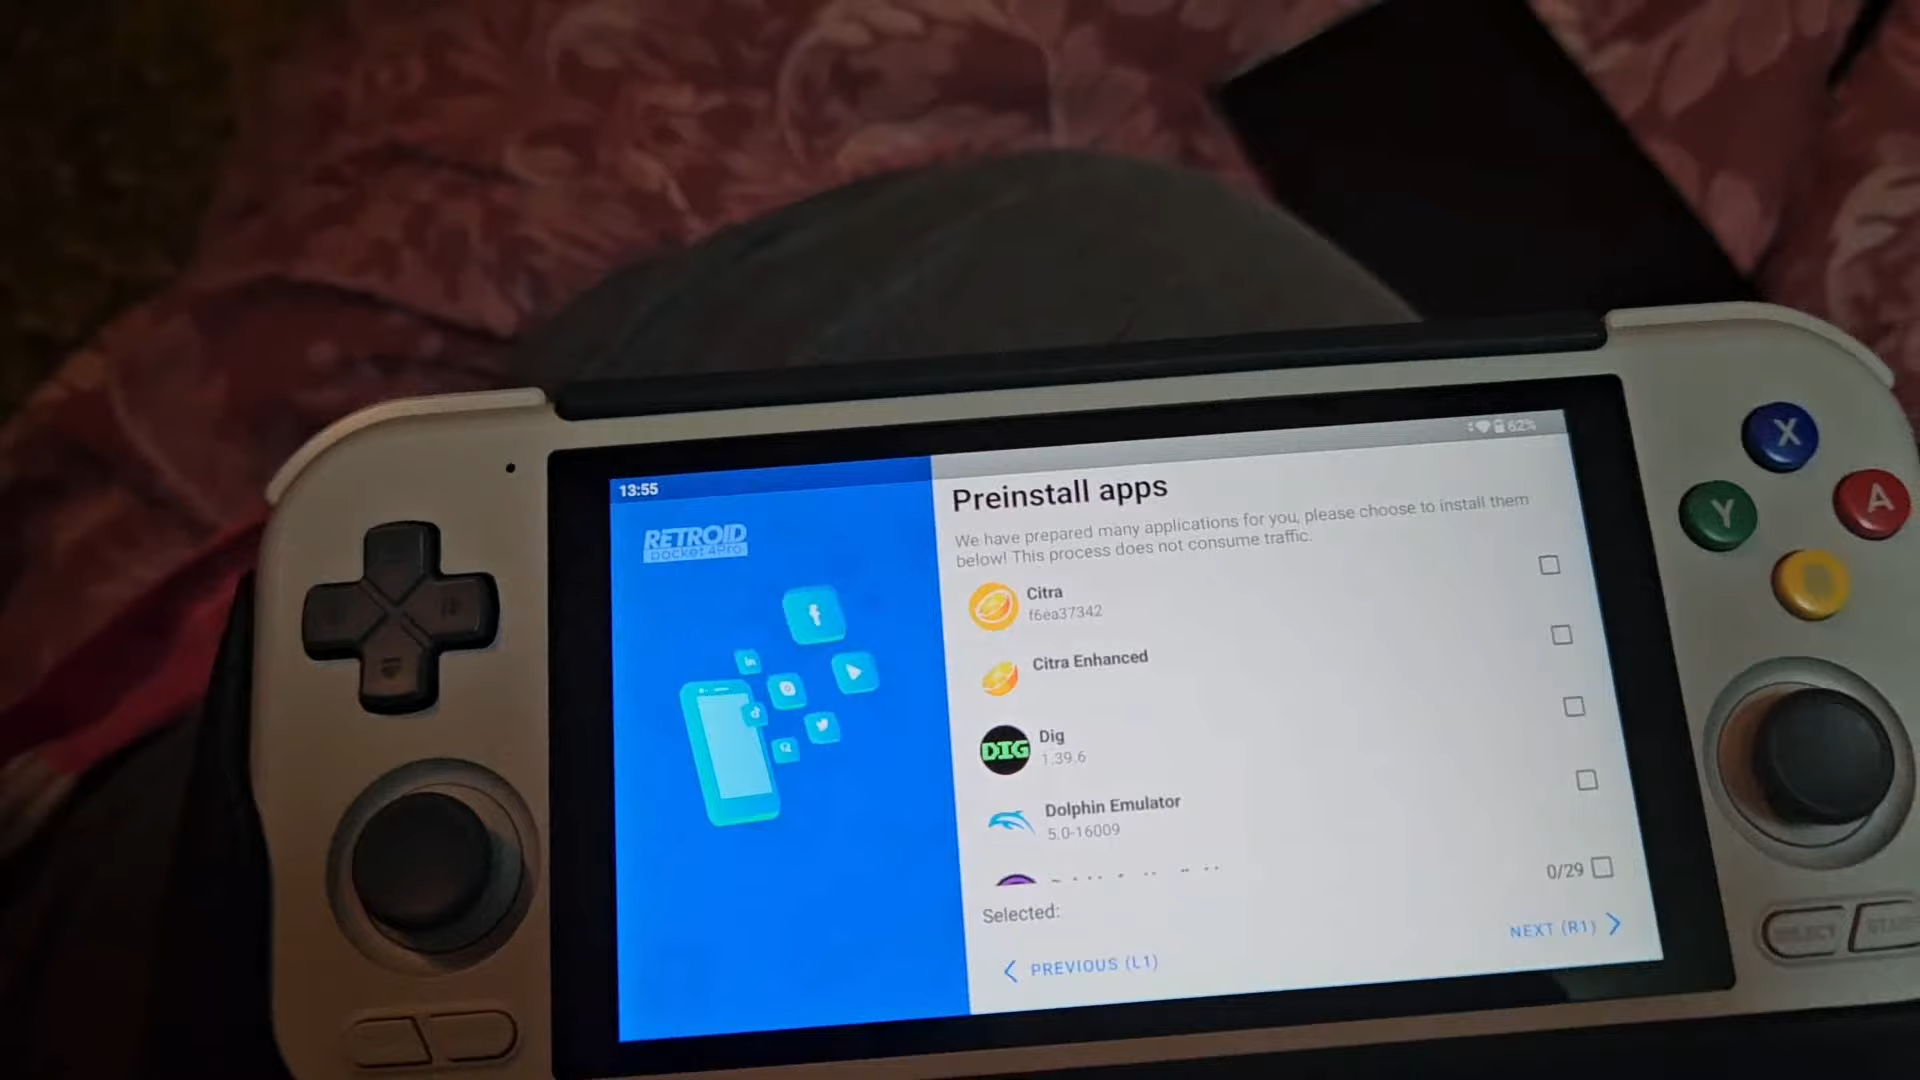 62%
13:55
RETROID
pocket 4Pro
Preinstall apps
We have prepared many applications for you, please choose to install them
below! This process does not consume traffic.
Citra
f6ea37342
Citra Enhanced
DIG
Dig
1.39.6
Dolphin Emulator
5.0-16009
0/29
Selected:
NEXT (R1)
PREVIOUS (L1)
X
Y
A
SELECT